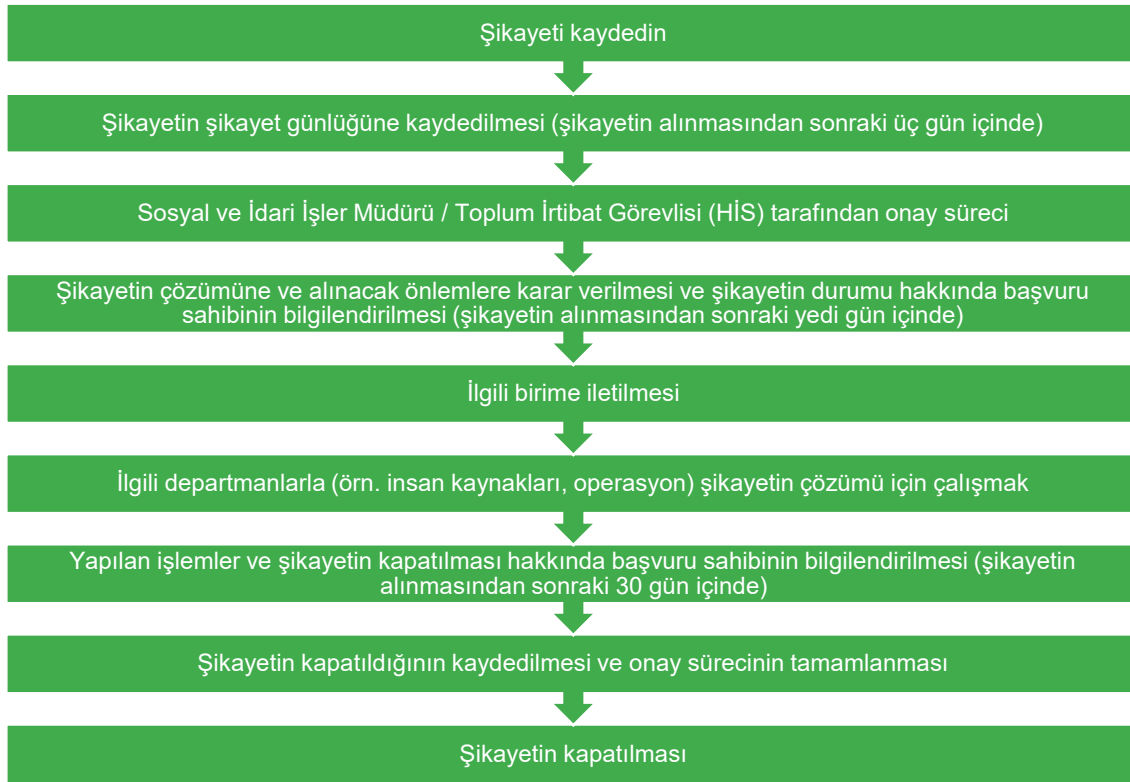 Şikayeti kaydedin
Şikayetin şikayet günlüğüne kaydedilmesi (şikayetin alınmasından sonraki üç gün içinde)
Sosyal ve İdari İşler Müdürü / Toplum İrtibat Görevlisi (HİS) tarafından onay süreci
Şikayetin çözümüne ve alınacak önlemlere karar verilmesi ve şikayetin durumu hakkında başvuru
sahibinin bilgilendirilmesi (şikayetin alınmasından sonraki yedi gün içinde)
İlgili birime iletilmesi
İlgili departmanlarla (örn. insan kaynakları, operasyon) şikayetin çözümü için çalışmak
Yapılan işlemler ve şikayetin kapatılması hakkında başvuru sahibinin bilgilendirilmesi (şikayetin
alınmasından sonraki 30 gün içinde)
Şikayetin kapatıldığının kaydedilmesi ve onay sürecinin tamamlanması
Şikayetin kapatılması